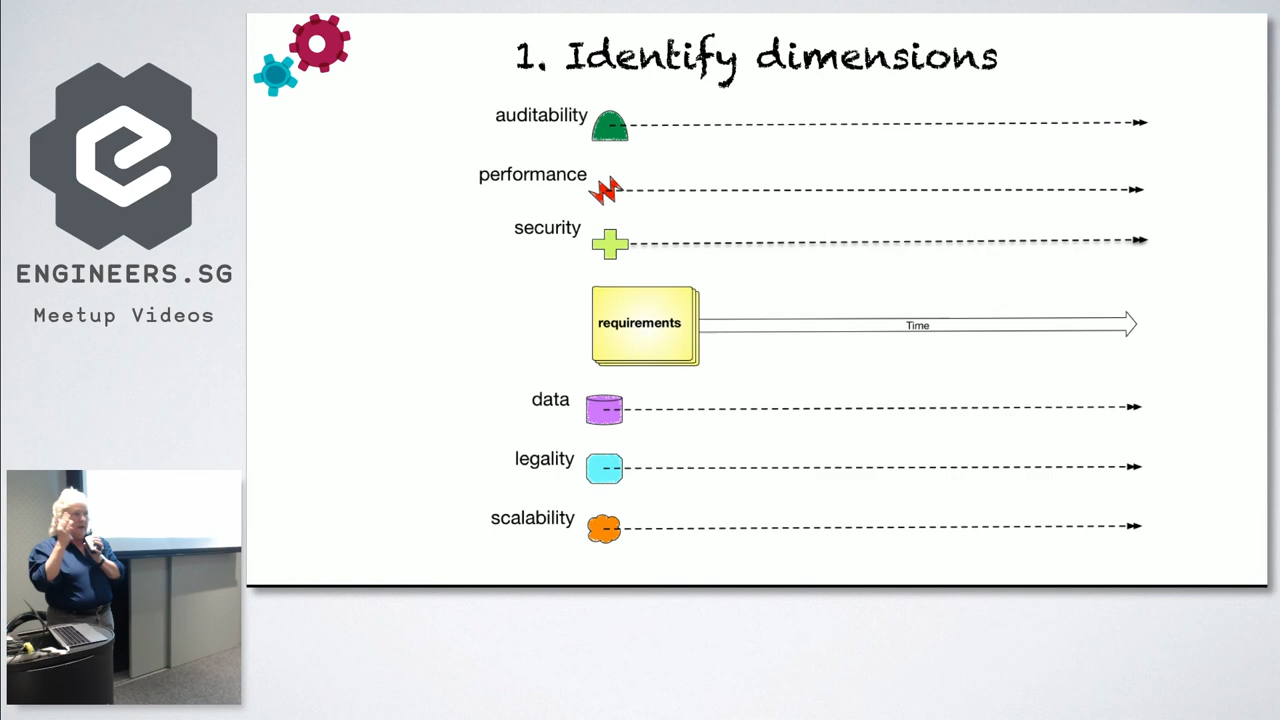 ENGINEERS.SG
Meetup Videos
1. Identify dimensions
auditability
performance
security
requirements
Time
data
legality
scalability